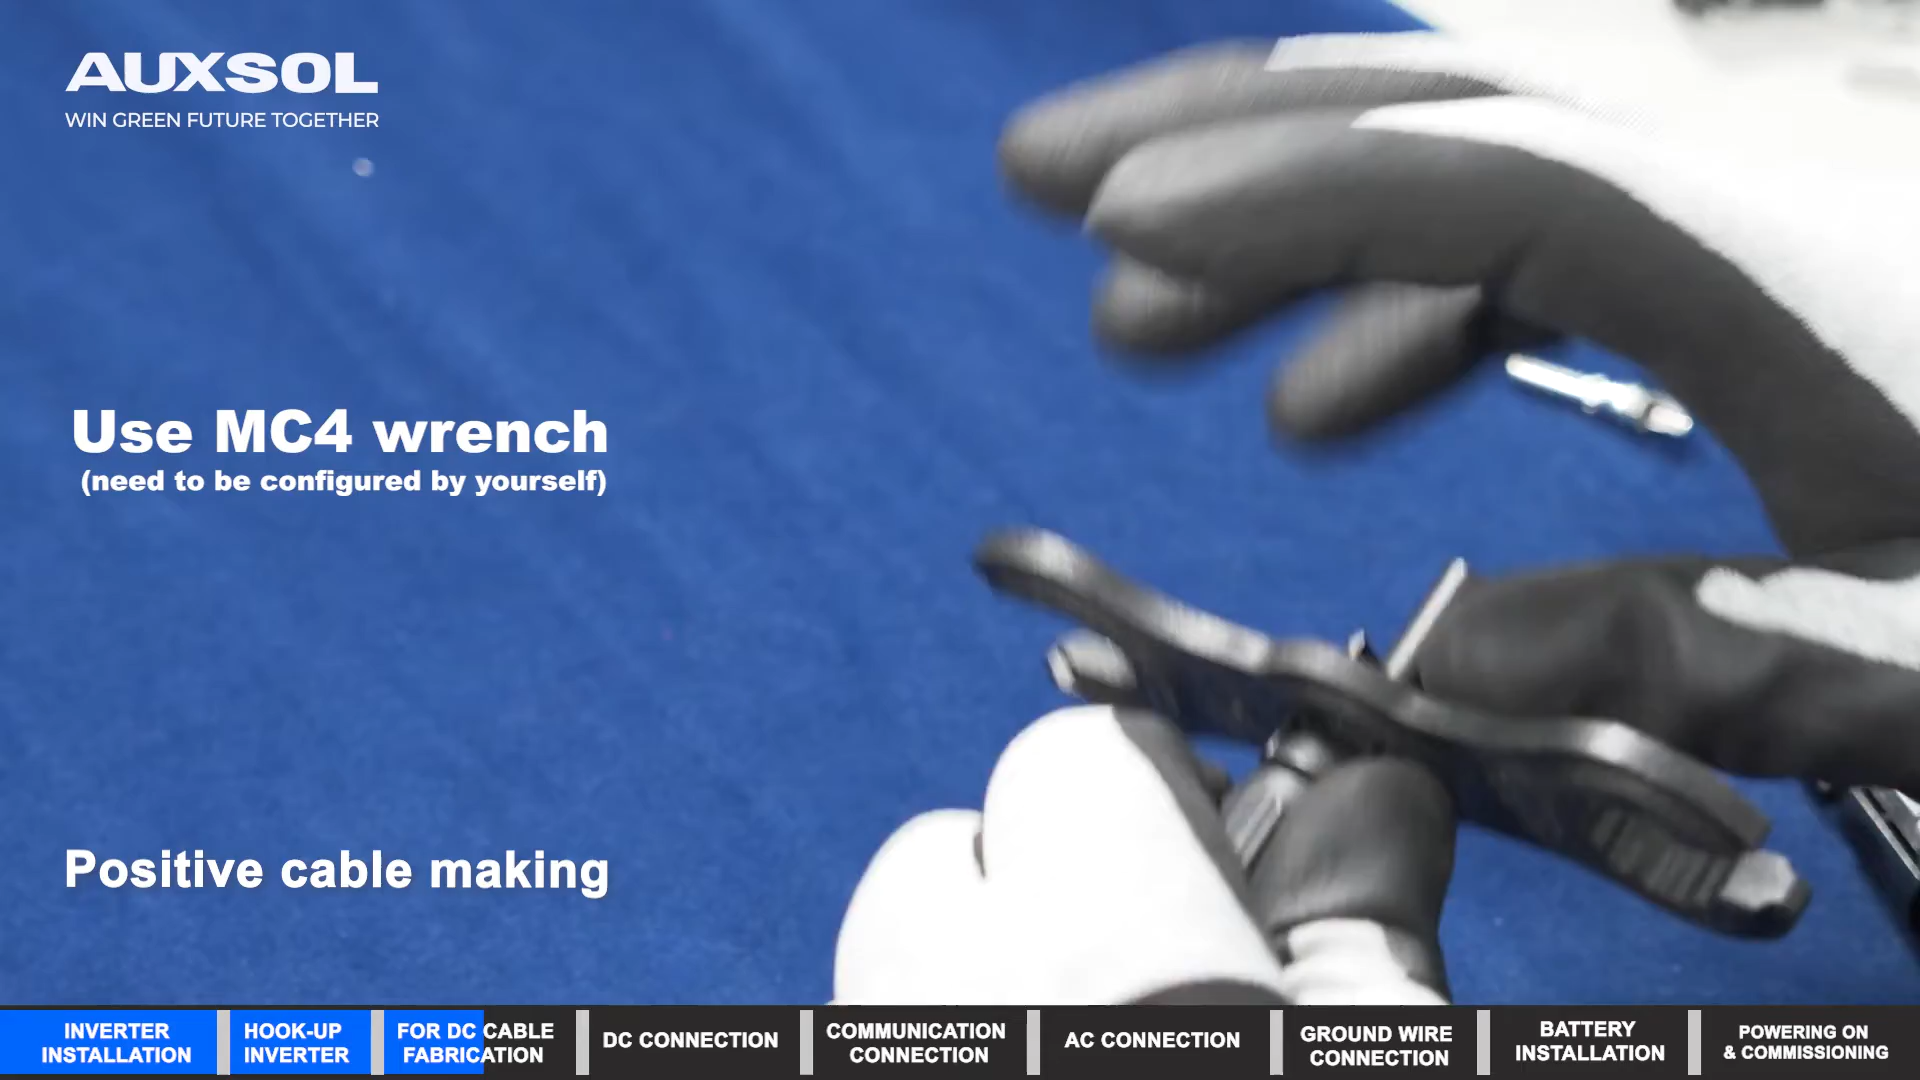 AUXSOL
WIN GREEN FUTURE TOGETHER
Use MC4 wrench
(need to be configured by yourself)
Positive cable making
INVERTER
INSTALLATION
HOOK-UP
INVERTER
FOR DC CABLE
FABRICATION
DC CONNECTION
COMMUNICATION
CONNECTION
AC CONNECTION
GROUND WIRE
CONNECTION
BATTERY
INSTALLATION
POWERING ON
& COMMISSIONING